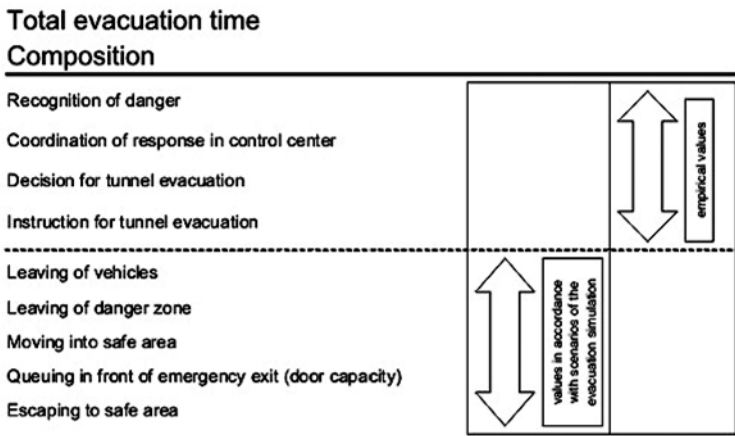 Total evacuation time
Composition
Recognition of danger
Coordination of response in control center
Decision for tunnel evacuation
Instruction for tunnel evacuation
empirical values
Leaving of vehicles
Leaving of danger zone
Moving into safe area
Queuing in front of emergency exit (door capacity)
Escaping to safe area
values in accordance
with scenarios of the
evacuation simulation